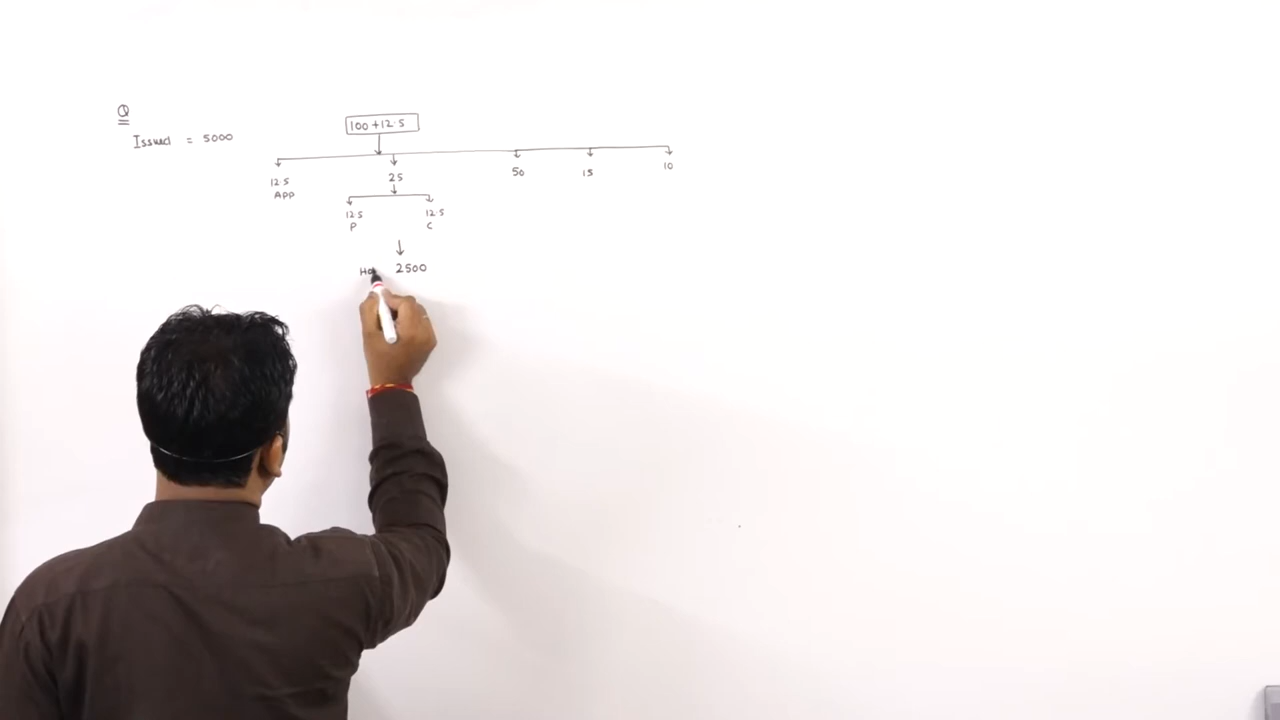 Q
Issued = 5000
100 + 12.5
12.5 25 50 15 10
APP
12.5 12.5
P C
2500